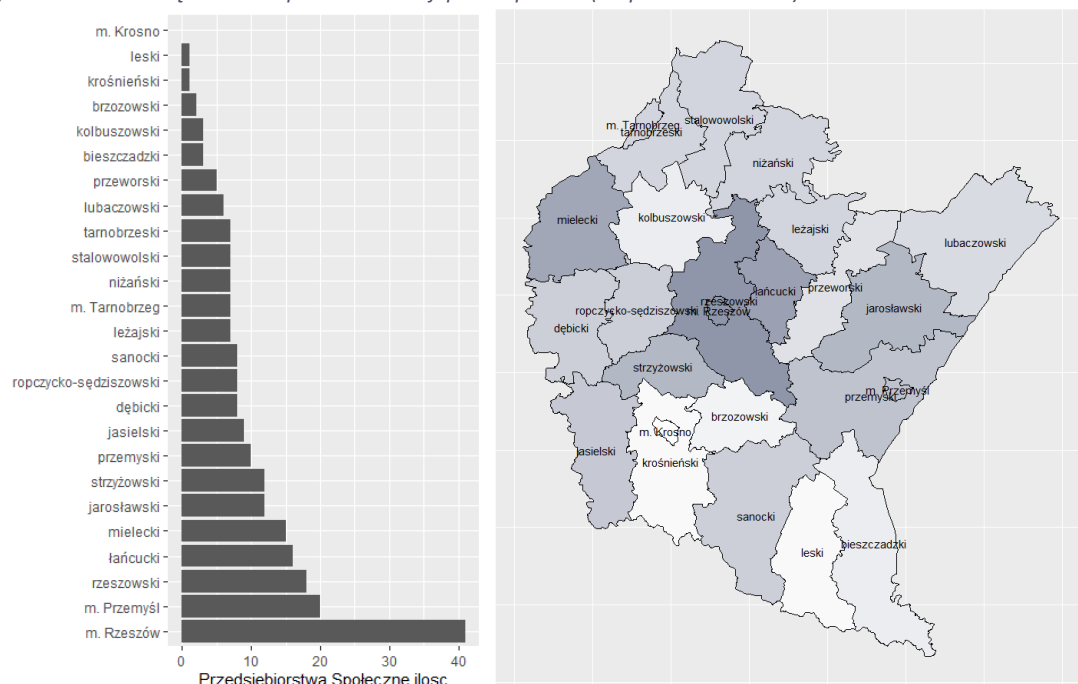 m. Krosno
leski
krośnieński
brzozowski
kolbuszowski
bieszczadzki
przeworski
lubaczowski
tarnobrzeski
stalowowolski
niżański
m. Tarnobrzeg
leżajski
sanocki
ropczycko-sędziszowski
dębicki
jasielski
przemyski
strzyżowski
jarosławski
mielecki
łańcucki
rzeszowski
m. Przemyśl
m. Rzeszów
0 10 20 30 40
Przedsiębiorstwa Społeczne ilosc
stalowowolski
m. Tarnobrzeg
tarnobrzeski
niżański
mielecki
kolbuszowski
leżajski
lubaczowski
przeworski
łańcucki
rzeszowski
m. Rzeszów
ropczycko-sędziszowski
jarosławski
dębicki
strzyżowski
m. Przemyśl
przemyski
brzozowski
m. Krosno
jasielski
krośnieński
sanocki
bieszczadzki
leski